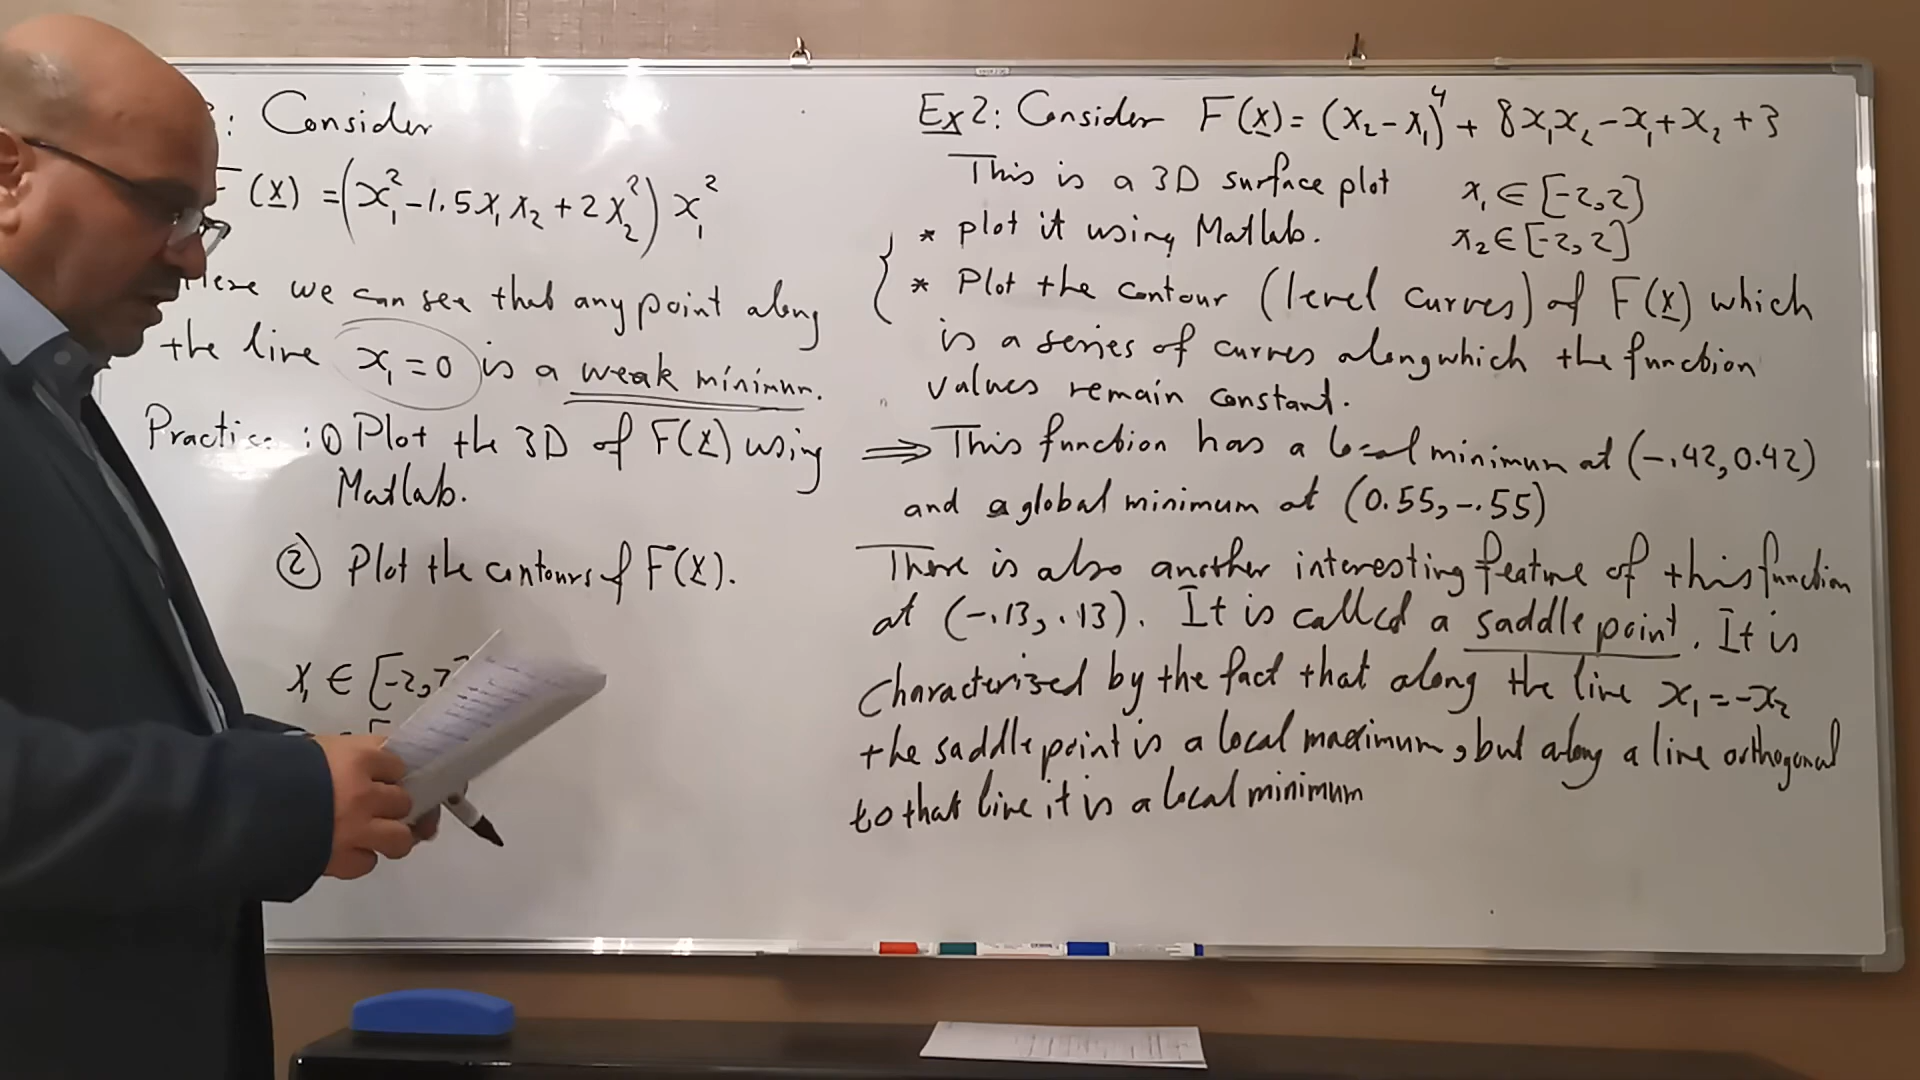 : Consider
F(x) = (x₁² - 1.5x₁x₂ + 2x₂²) x₁²
Here we can see that any point along
the line x₁ = 0 is a weak minimum.
Practice : ① Plot the 3D of F(x) using
Matlab.
② Plot the contours of F(x).
x₁ ∈ [-2,2
Ex2: Consider F(x) = (x₂ - x₁)⁴ + 8x₁x₂ - x₁ + x₂ + 3
This is a 3D surface plot x₁ ∈ [-2,2]
* plot it using Matlab. x₂ ∈ [-2,2]
* Plot the contour (level curves) of F(x) which
is a series of curves along which the function
values remain constant.
⟹ This function has a local minimum at (-.42, 0.42)
and a global minimum at (0.55, -.55)
There is also another interesting feature of this function
at (-.13, .13). It is called a saddle point. It is
Characterized by the fact that along the line x₁ = -x₂
the saddle point is a local maximum, but along a line orthogonal
to that line it is a local minimum